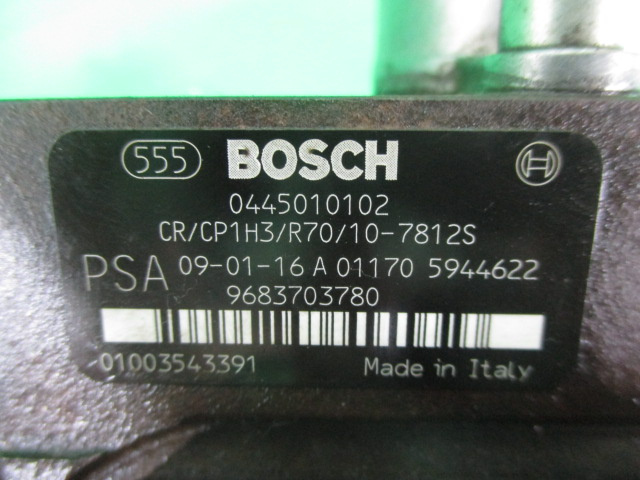 555 BOSCH
0445010102
CR/CP1H3/R70/10-7812S
PSA 09-01-16 A 01170 5944622
9683703780
01003543391 Made in Italy